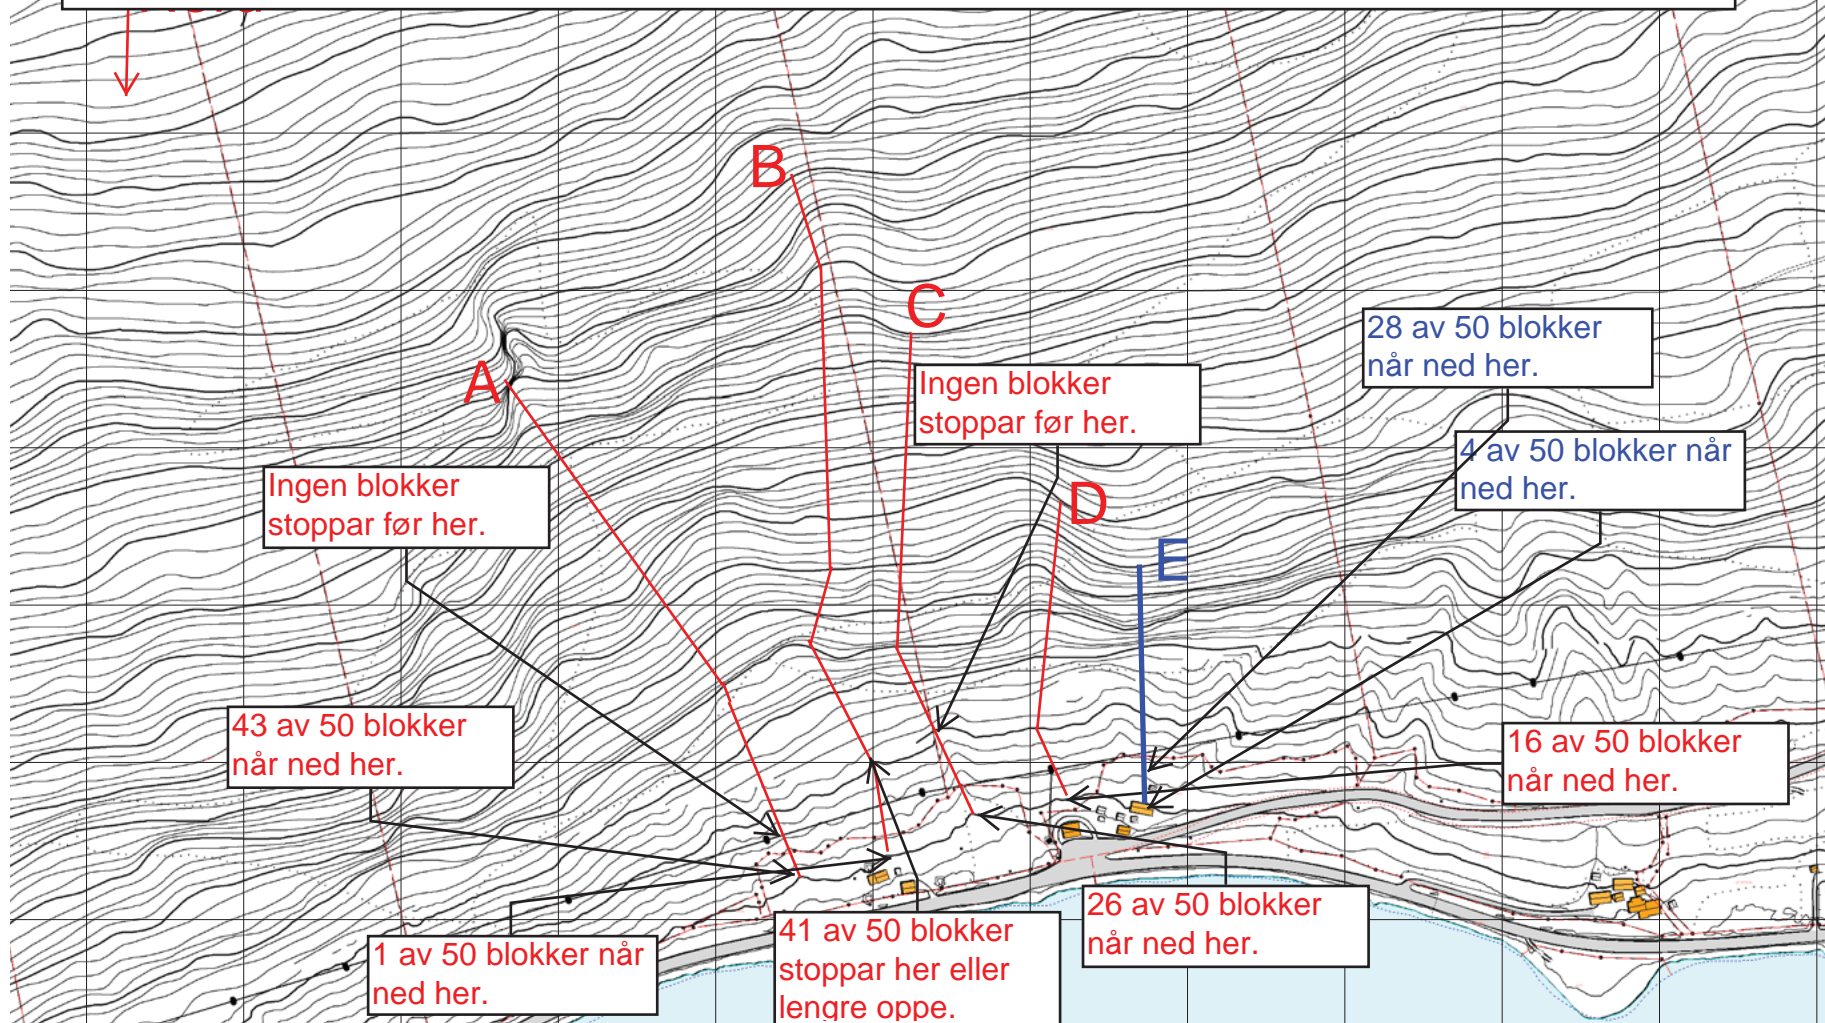 B
C
28 av 50 blokker
når ned her.
A
Ingen blokker
stoppar før her.
4 av 50 blokker når
ned her.
Ingen blokker
stoppar før her.
D
E
43 av 50 blokker
når ned her.
16 av 50 blokker
når ned her.
26 av 50 blokker
når ned her.
41 av 50 blokker
stoppar her eller
lengre oppe.
1 av 50 blokker når
ned her.